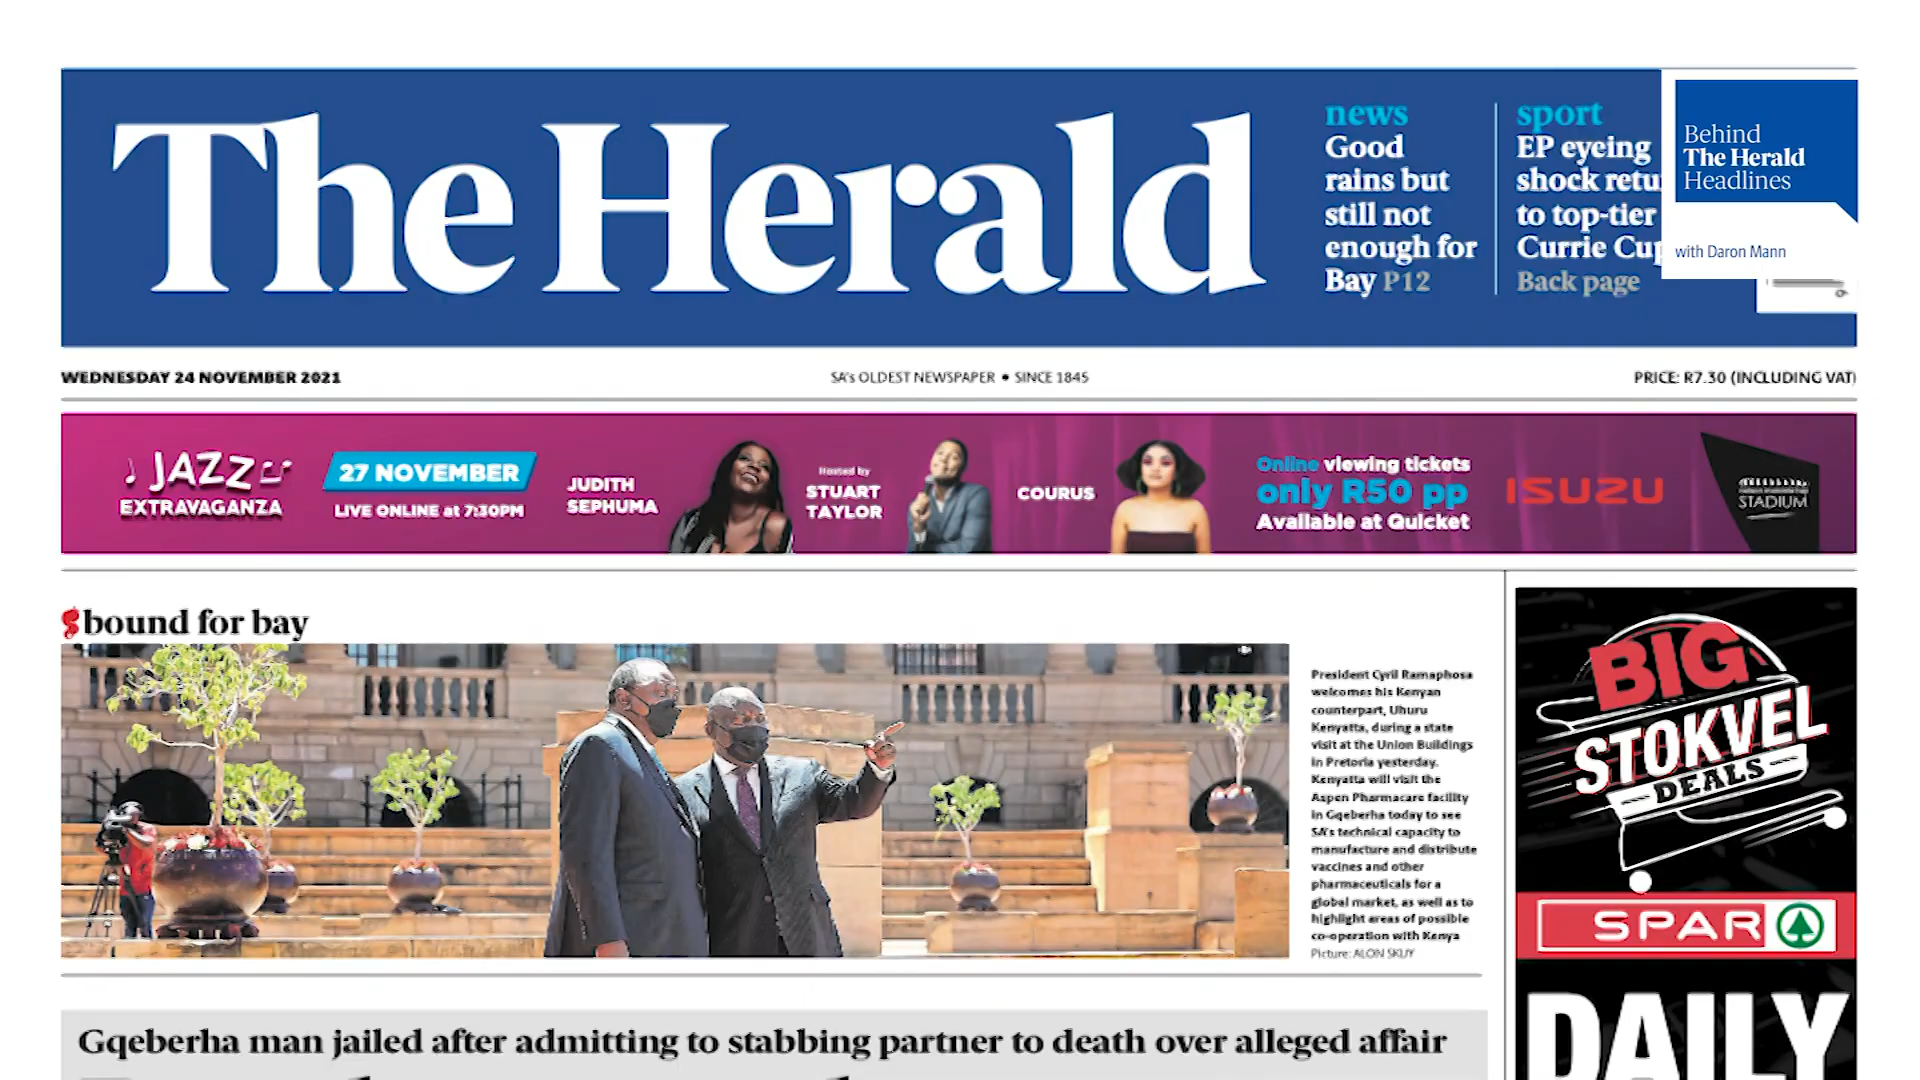 The Herald
news
Good
rains but
still not
enough for
Bay P12
sport
EP eyeing
shock retu
to top-tier
Currie Cup
Back page
Behind
The Herald
Headlines
with Daron Mann
WEDNESDAY 24 NOVEMBER 2021
SA's OLDEST NEWSPAPER • SINCE 1845
PRICE: R7.30 (INCLUDING VAT)
JAZZ
EXTRAVAGANZA
27 NOVEMBER
LIVE ONLINE at 7:30PM
JUDITH
SEPHUMA
Hosted by
STUART
TAYLOR
COURUS
Online viewing tickets
only R50 pp
Available at Quicket
ISUZU
STADIUM
bound for bay
President Cyril Ramaphosa
welcomes his Kenyan
counterpart, Uhuru
Kenyatta, during a state
visit at the Union Buildings
in Pretoria yesterday.
Kenyatta will visit the
Aspen Pharmacare facility
in Gqeberha today to see
SA's technical capacity to
manufacture and distribute
vaccines and other
pharmaceuticals for a
global market, as well as to
highlight areas of possible
co-operation with Kenya
Picture: ALON SKUY
BIG
STOKVEL
DEALS
SPAR
DAILY
Gqeberha man jailed after admitting to stabbing partner to death over alleged affair